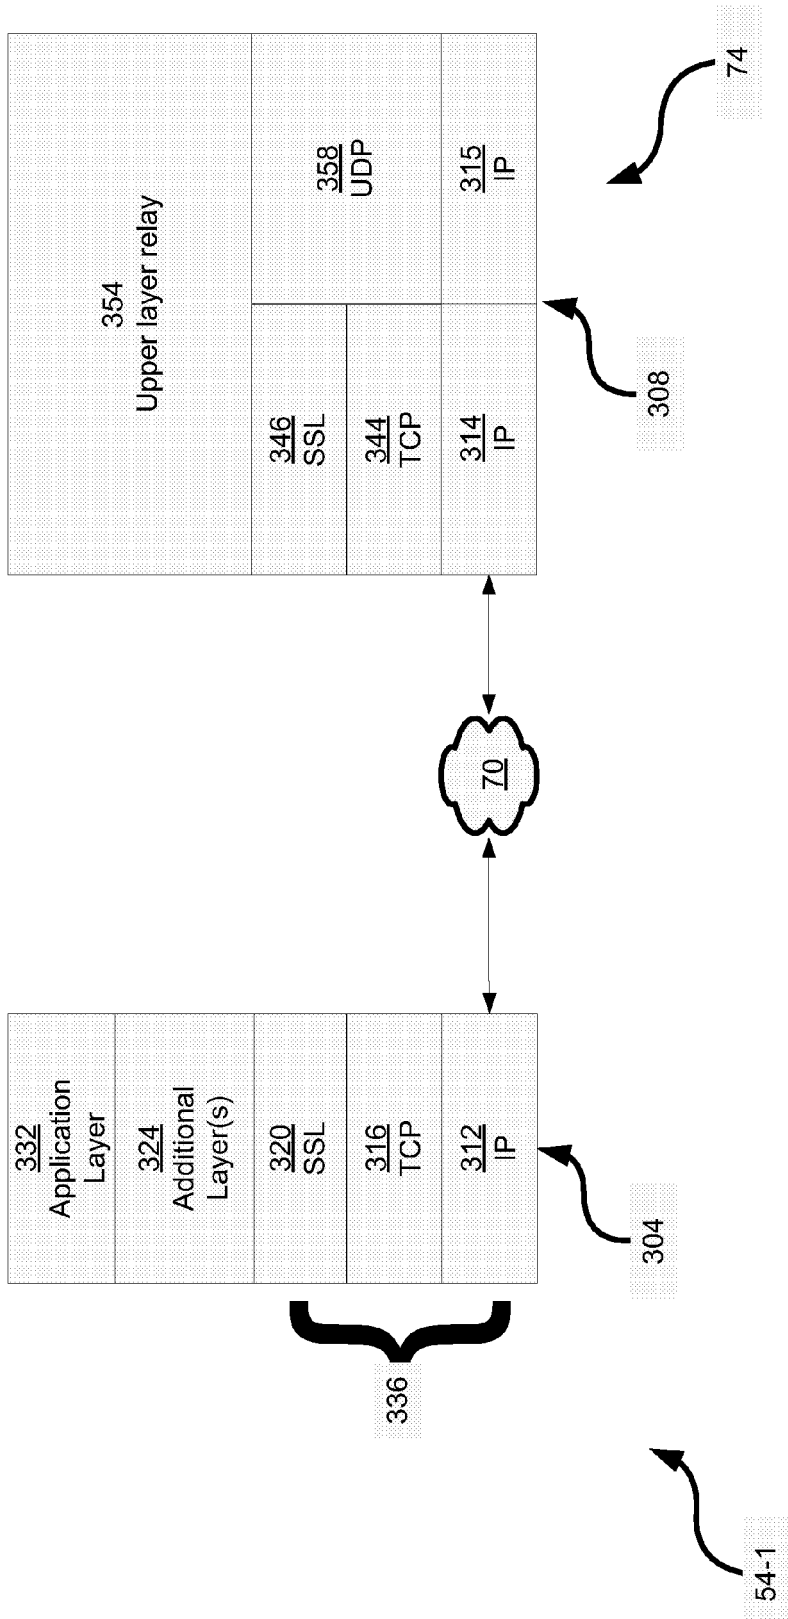 332
Application
Layer
324
Additional
Layer(s)
320
SSL
316
TCP
312
IP
336
304
54-1
70
354
Upper layer relay
346
SSL
344
TCP
314
IP
358
UDP
315
IP
308
74